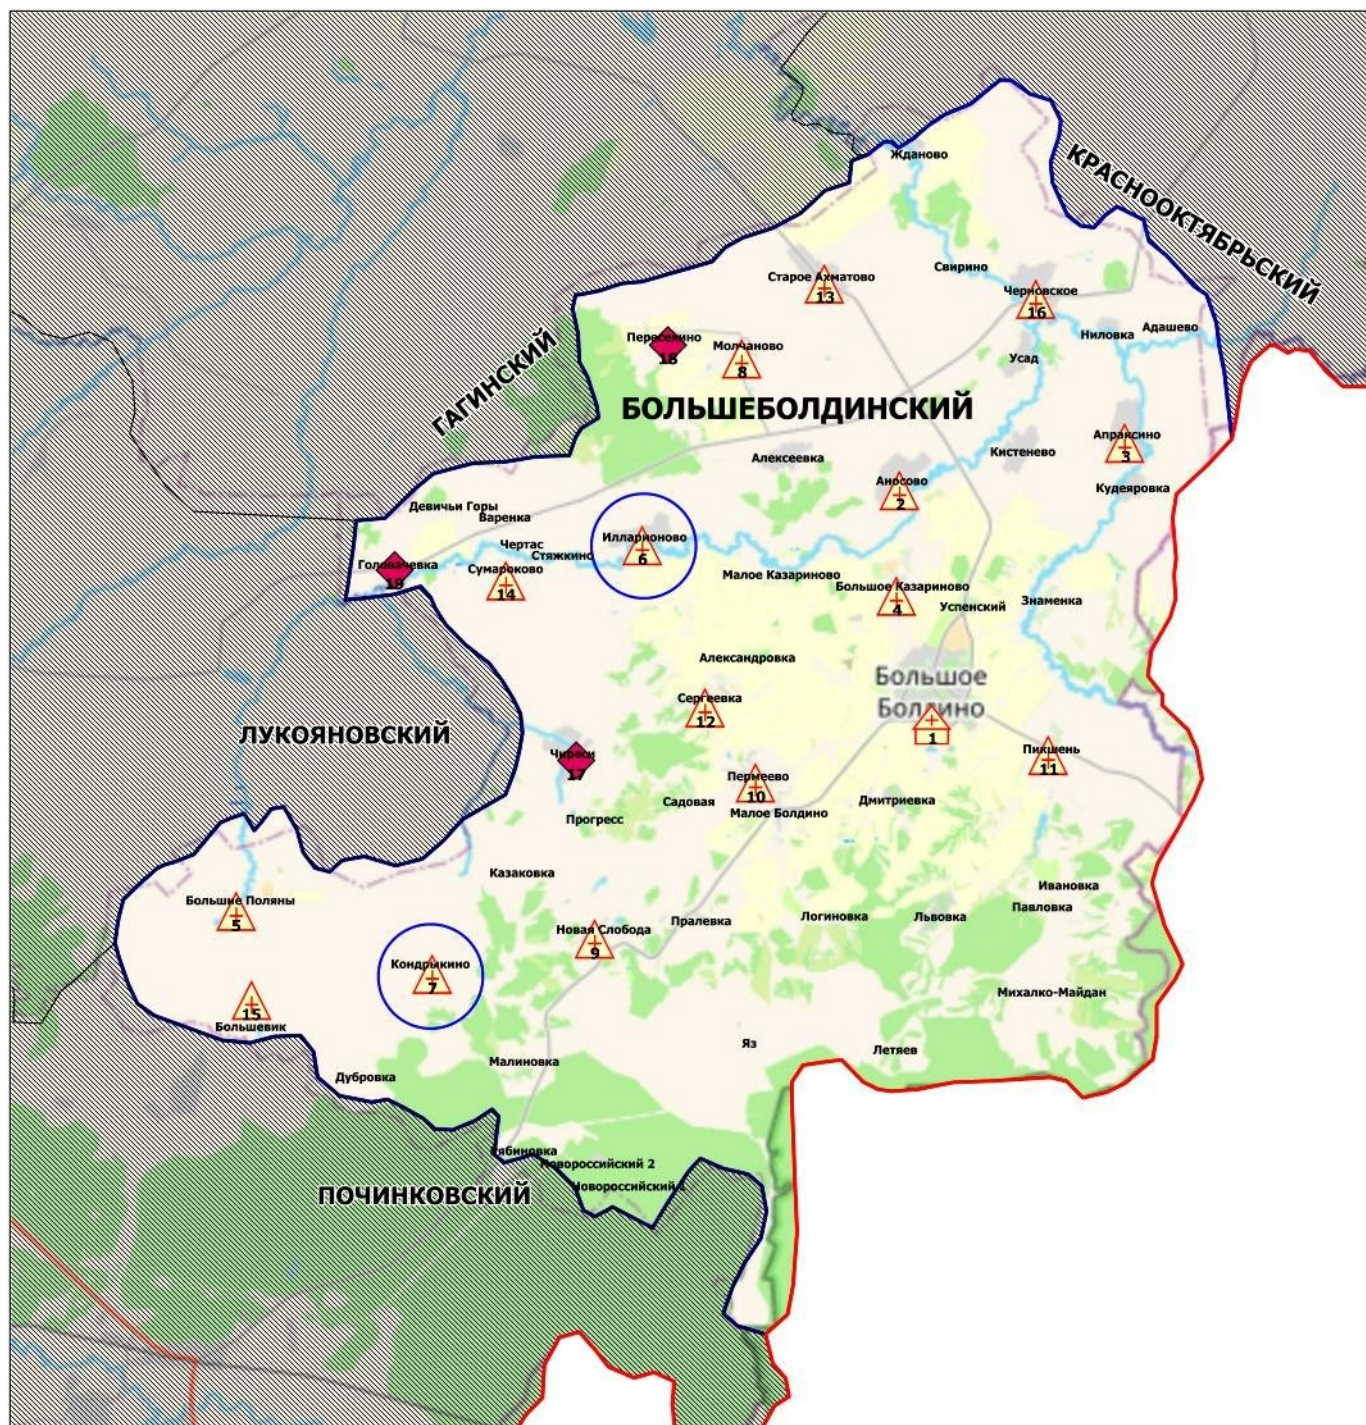 Жданово
КРАСНООКТЯБРЬСКИЙ
Свирино
Старое Ахматово
13
Черновское
16
Адашево
Ниловка
Пересекино
18
Молчаново
8
Усад
ГАГИНСКИЙ
БОЛЬШЕБОЛДИНСКИЙ
Апраксино
3
Алексеевка
Кистенево
Аносово
2
Кудеяровка
Девичьи Горы
Варенка
Чертас
Стяжкино
Илларионово
6
Головачевка
19
Сумароково
14
Малое Казариново
Большое Казариново
4
Успенский
Знаменка
Александровка
Большое
Болдино
1
Сергеевка
12
ЛУКОЯНОВСКИЙ
Чиреси
17
Пикшень
11
Пермеево
10
Садовая
Малое Болдино
Дмитриевка
Прогресс
Казаковка
Ивановка
Большие Поляны
5
Павловка
Логиновка
Львовка
Пралевка
Новая Слобода
9
Кондрыкино
7
Михалко-Майдан
15
Большевик
Яз
Летяев
Малиновка
Дубровка
Рябиновка
Новороссийский 2
Новороссийский 1
ПОЧИНКОВСКИЙ